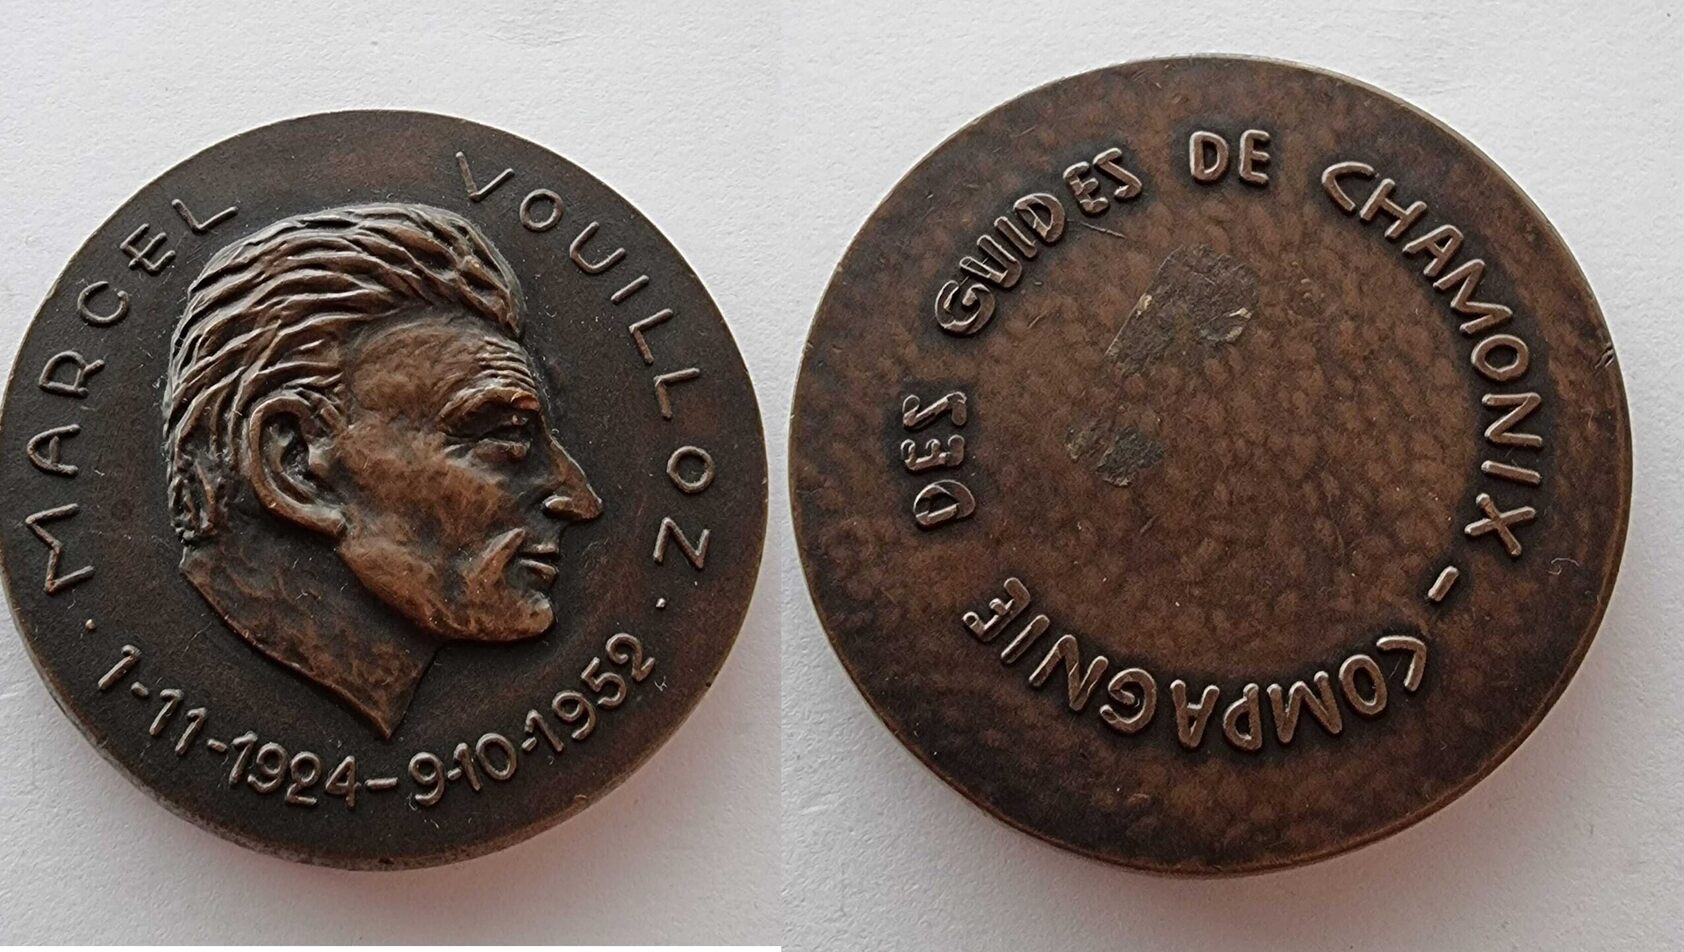 MARCEL VOUILLOZ
· 1-11-1924-9-10-1952 ·
COMPAGNIE DES GUIDES DE CHAMONIX -